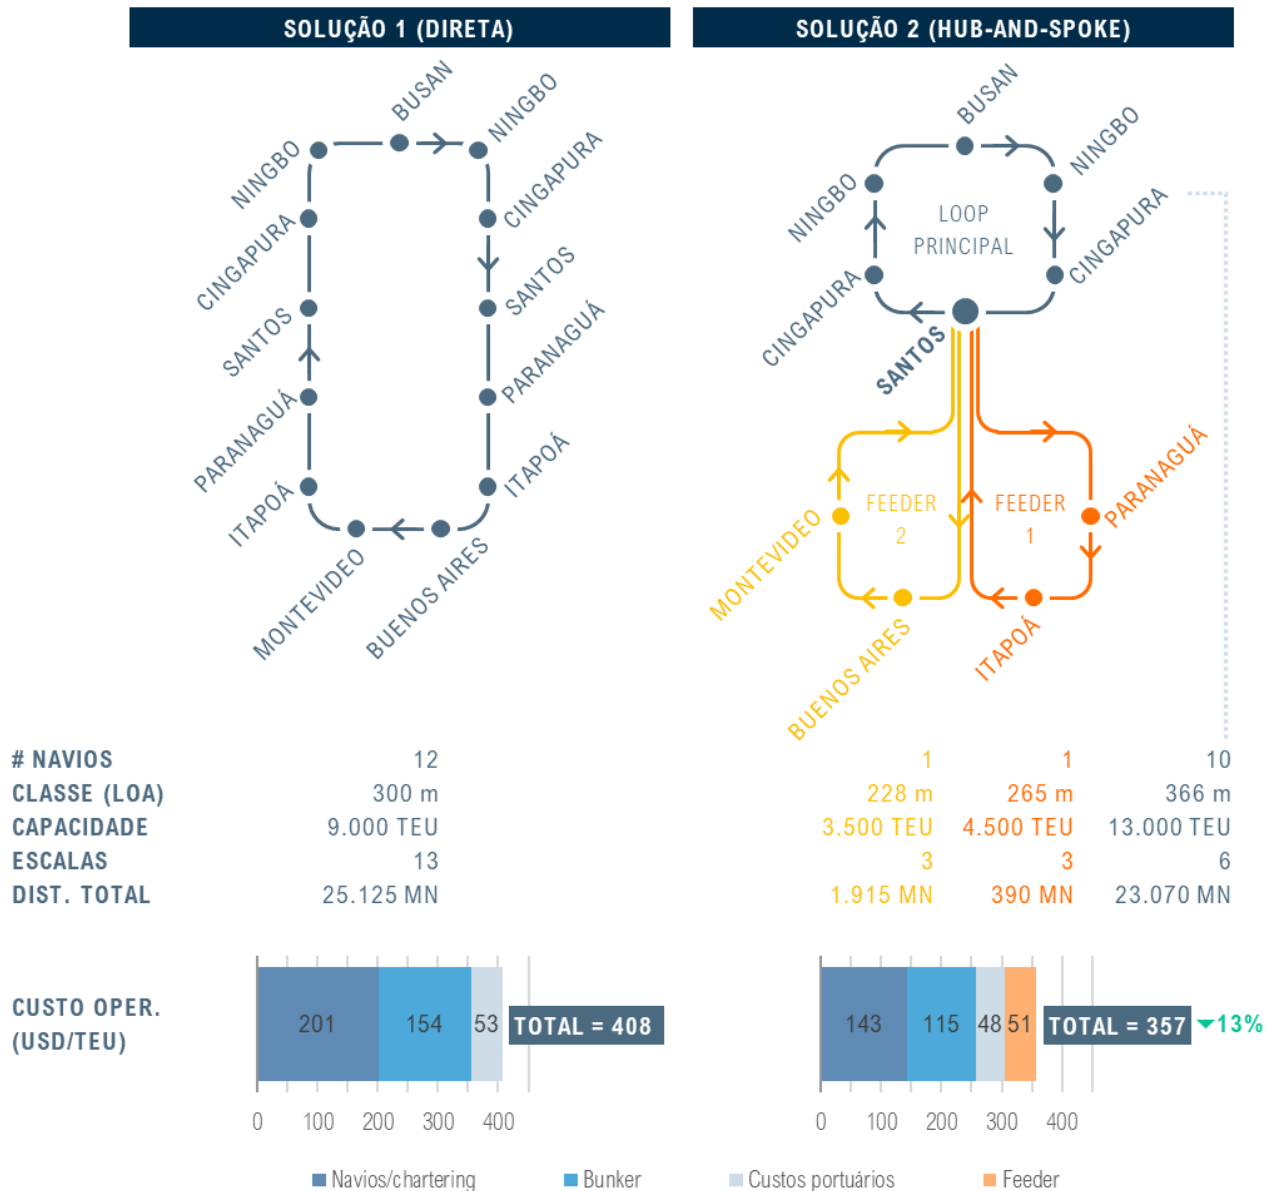 SOLUÇÃO 1 (DIRETA)
SOLUÇÃO 2 (HUB-AND-SPOKE)
BUSAN
NINGBO
CINGAPURA
SANTOS
PARANAGUÁ
ITAPOÁ
BUENOS AIRES
MONTEVIDEO
ITAPOÁ
PARANAGUÁ
SANTOS
CINGAPURA
NINGBO
BUSAN
NINGBO
CINGAPURA
SANTOS
CINGAPURA
NINGBO
LOOP
PRINCIPAL
FEEDER
2
MONTEVIDEO
BUENOS AIRES
FEEDER
1
PARANAGUÁ
ITAPOÁ
# NAVIOS 12 1 1 10
CLASSE (LOA) 300 m 228 m 265 m 366 m
CAPACIDADE 9.000 TEU 3.500 TEU 4.500 TEU 13.000 TEU
ESCALAS 13 3 3 6
DIST. TOTAL 25.125 MN 1.915 MN 390 MN 23.070 MN
CUSTO OPER.
(USD/TEU)
201 154 53 TOTAL = 408
0 100 200 300 400
143 115 48 51 TOTAL = 357 13%
0 100 200 300 400
Navios/chartering Bunker Custos portuários Feeder